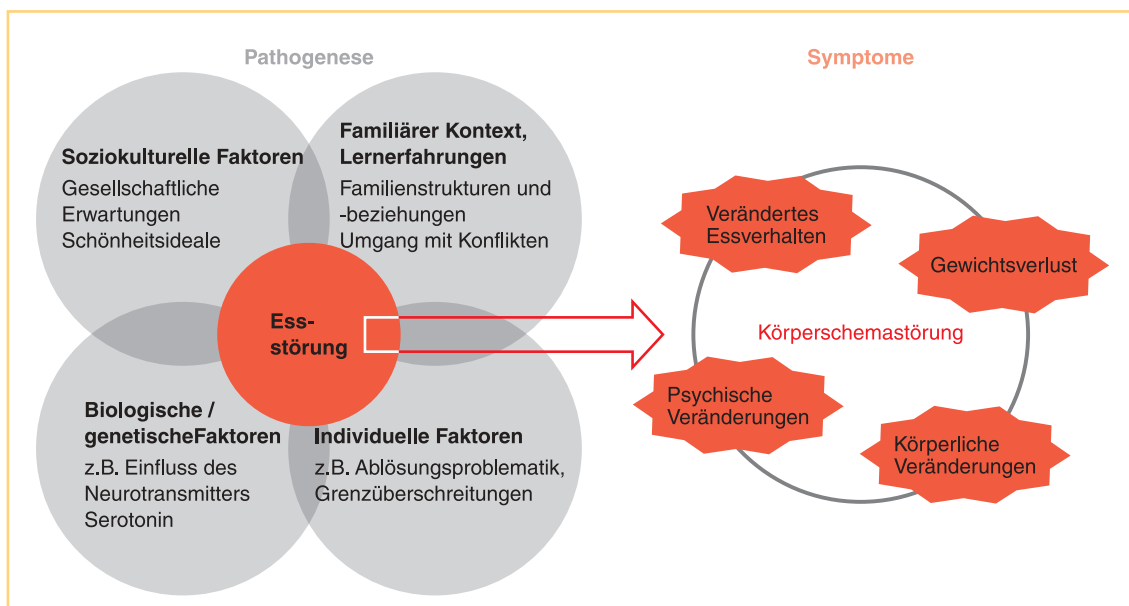 Pathogenese
Soziokulturelle Faktoren
Gesellschaftliche
Erwartungen
Schönheitsideale
Familiärer Kontext,
Lernerfahrungen
Familienstrukturen und
-beziehungen
Umgang mit Konflikten
Ess-
störung
Biologische /
genetischeFaktoren
z.B. Einfluss des
Neurotransmitters
Serotonin
Individuelle Faktoren
z.B. Ablösungsproblematik,
Grenzüberschreitungen
Symptome
Verändertes
Essverhalten
Gewichtsverlust
Körperschemastörung
Psychische
Veränderungen
Körperliche
Veränderungen